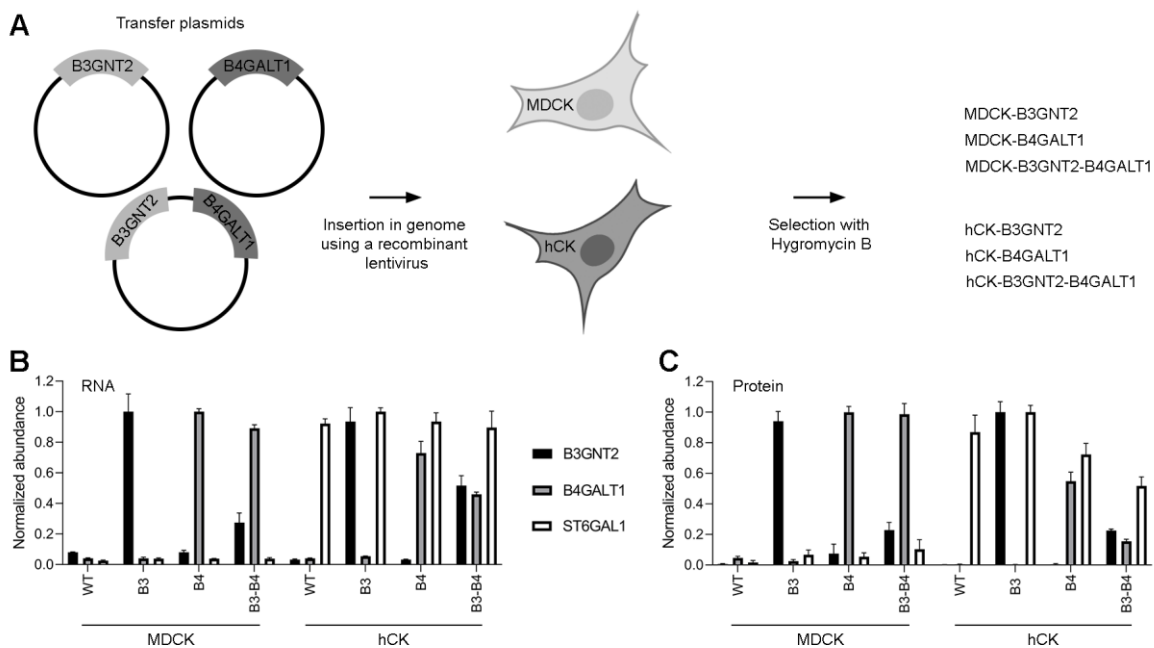 A
Transfer plasmids
B3GNT2
B4GALT1
B3GNT2
B4GALT1
Insertion in genome
using a recombinant
lentivirus
MDCK
hCK
Selection with
Hygromycin B
MDCK-B3GNT2
MDCK-B4GALT1
MDCK-B3GNT2-B4GALT1
hCK-B3GNT2
hCK-B4GALT1
hCK-B3GNT2-B4GALT1
B
RNA
Normalized abundance
1.2
1.0
0.8
0.6
0.4
0.2
0.0
WT
B3
B4
B3-B4
WT
B3
B4
B3-B4
MDCK
hCK
B3GNT2
B4GALT1
ST6GAL1
C
Protein
Normalized abundance
1.2
1.0
0.8
0.6
0.4
0.2
0.0
WT
B3
B4
B3-B4
WT
B3
B4
B3-B4
MDCK
hCK